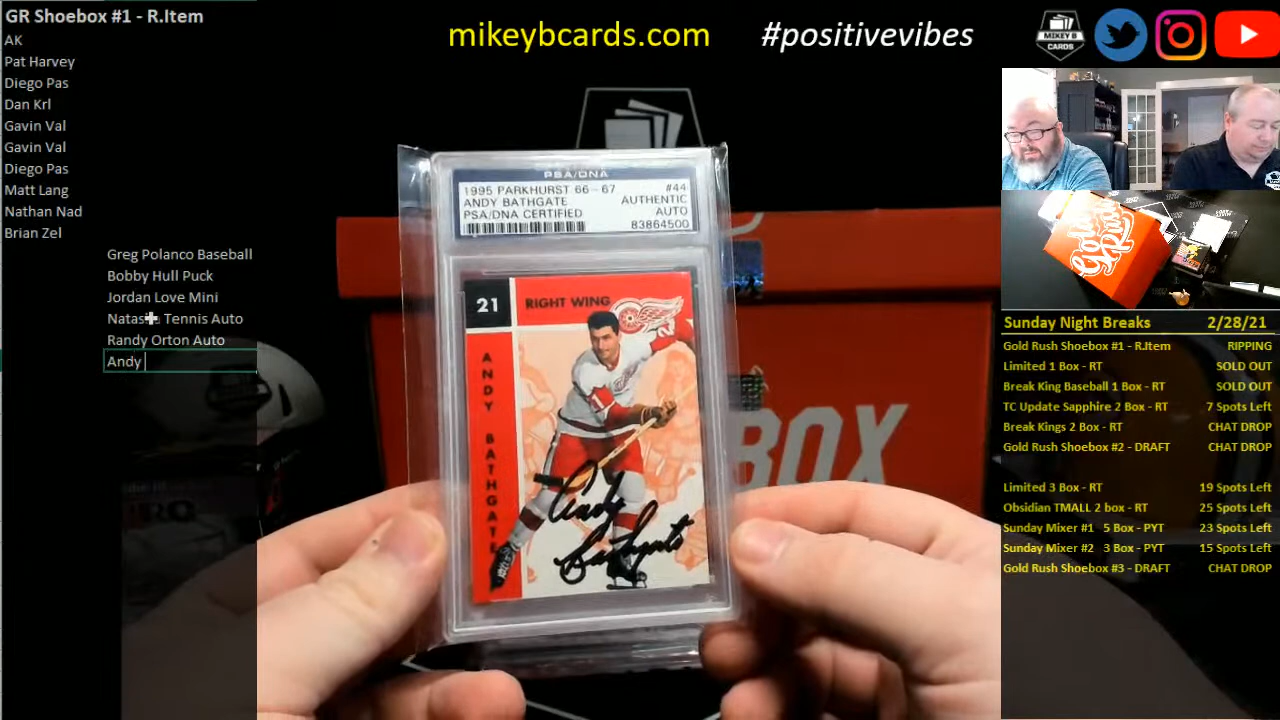 GR Shoebox #1 - R.Item
AK
Pat Harvey
Diego Pas
Dan Krl
Gavin Val
Gavin Val
Diego Pas
Matt Lang
Nathan Nad
Brian Zel
Greg Polanco Baseball
Bobby Hull Puck
Jordan Love Mini
Tennis Auto
Randy Orton Auto
Andy
mikeybcards.com
#positivevibes
MIKEY B
CARDS
PSA/DNA
1995 PARKHURST 66-67 #44
ANDY BATHGATE AUTHENTIC
PSA/DNA CERTIFIED AUTO
83864500
21 RIGHT WING
ANDY BATHGATE
Andy
Bathgate
BOX
Gold
Rush
Sunday Night Breaks 2/28/21
Gold Rush Shoebox #1 - R.Item RIPPING
Limited 1 Box - RT SOLD OUT
Break King Baseball 1 Box - RT SOLD OUT
TC Update Sapphire 2 Box - RT 7 Spots Left
Break Kings 2 Box - RT CHAT DROP
Gold Rush Shoebox #2 - DRAFT CHAT DROP
Limited 3 Box - RT 19 Spots Left
Obsidian TMALL 2 box - RT 25 Spots Left
Sunday Mixer #1 5 Box - PYT 23 Spots Left
Sunday Mixer #2 3 Box - PYT 15 Spots Left
Gold Rush Shoebox #3 - DRAFT CHAT DROP